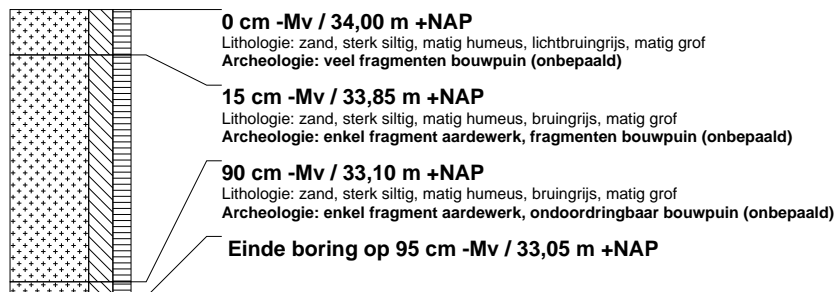 0 cm -Mv / 34,00 m +NAP
Lithologie: zand, sterk siltig, matig humeus, lichtbruingrijs, matig grof
Archeologie: veel fragmenten bouwpuin (onbepaald)
15 cm -Mv / 33,85 m +NAP
Lithologie: zand, sterk siltig, matig humeus, bruingrijs, matig grof
Archeologie: enkel fragment aardewerk, fragmenten bouwpuin (onbepaald)
90 cm -Mv / 33,10 m +NAP
Lithologie: zand, sterk siltig, matig humeus, bruingrijs, matig grof
Archeologie: enkel fragment aardewerk, ondoordringbaar bouwpuin (onbepaald)
Einde boring op 95 cm -Mv / 33,05 m +NAP